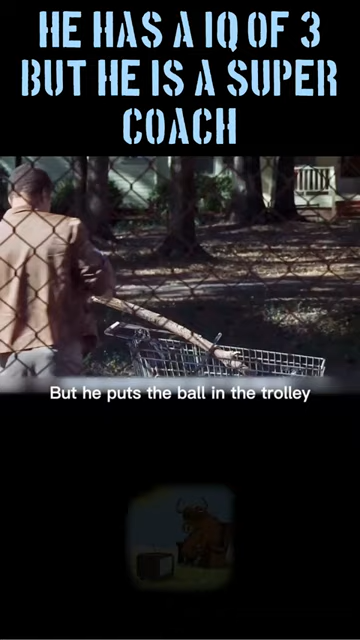 HE HAS A IQ OF 3
BUT HE IS A SUPER
COACH
But he puts the ball in the trolley